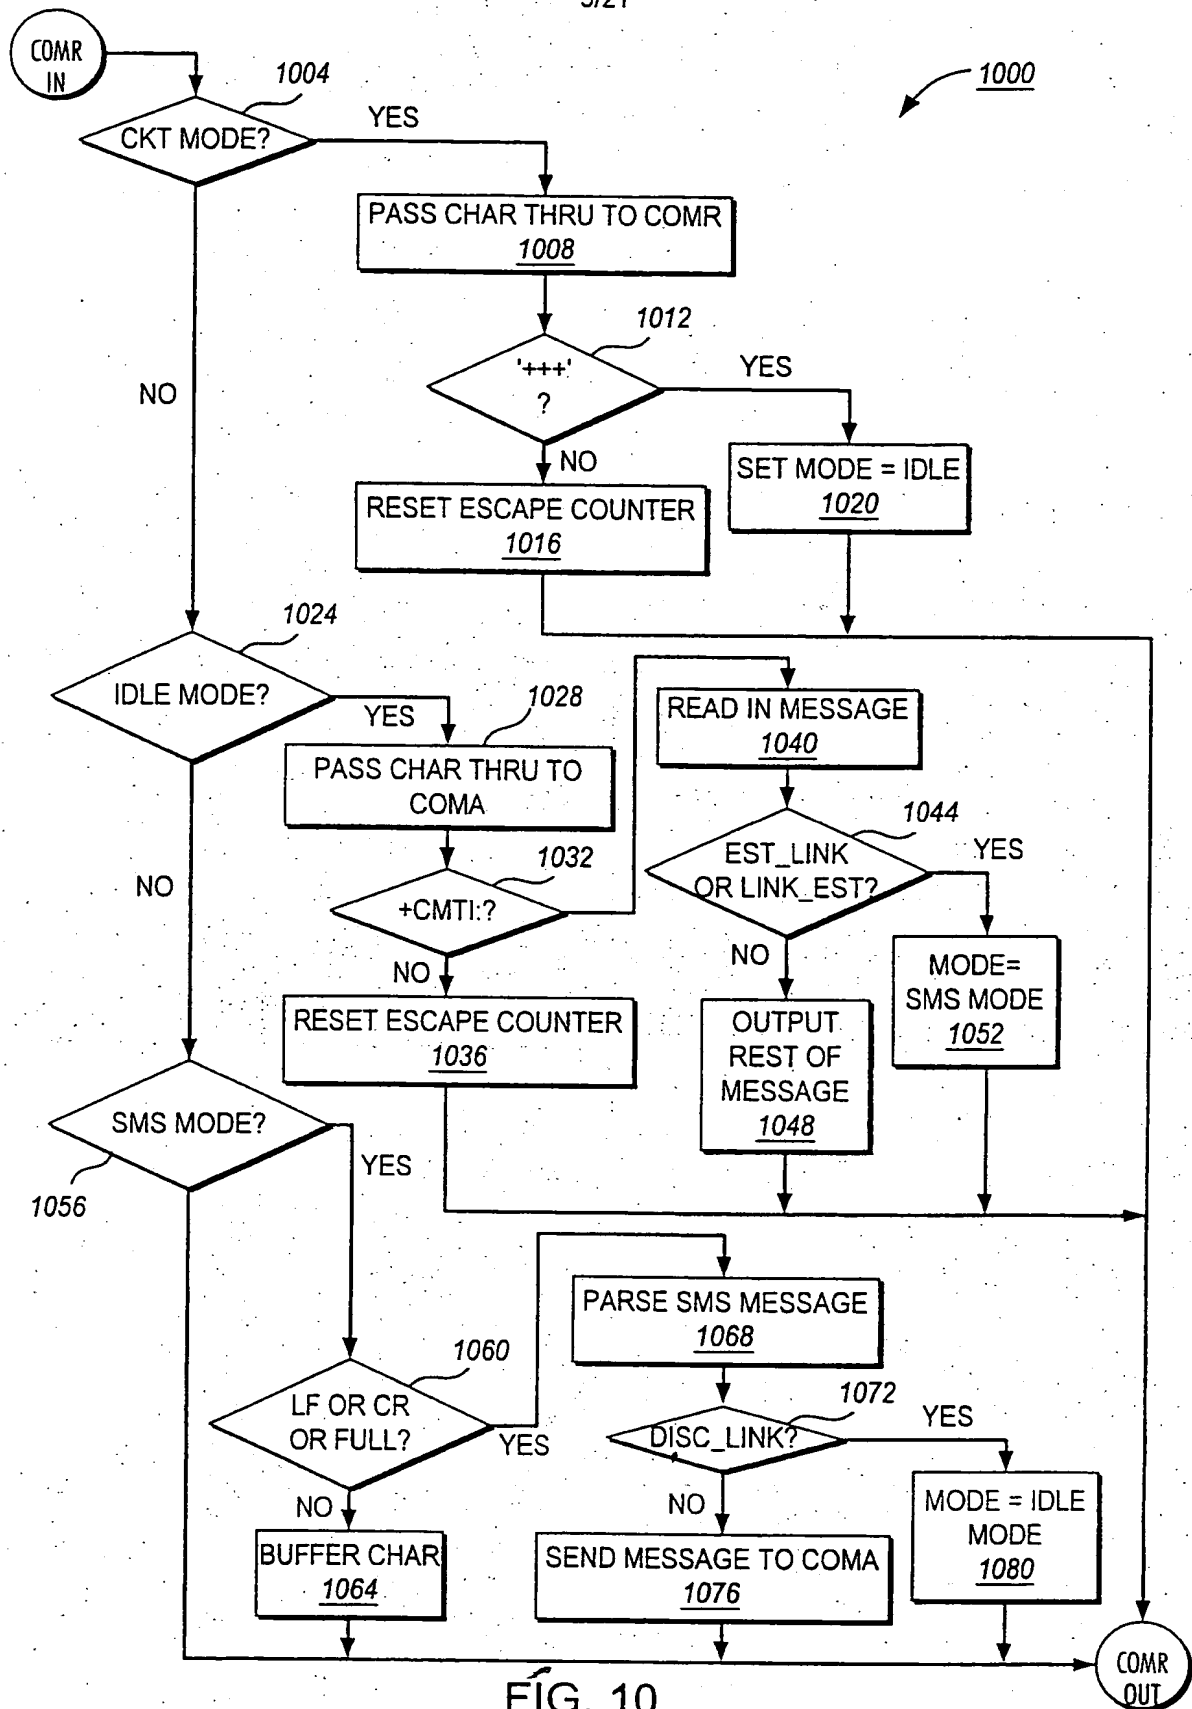 COMR
IN
1004
1000
CKT MODE?
YES
PASS CHAR THRU TO COMR
1008
1012
'+++'
?
YES
NO
NO
SET MODE = IDLE
1020
RESET ESCAPE COUNTER
1016
1024
IDLE MODE?
YES
1028
READ IN MESSAGE
1040
PASS CHAR THRU TO
COMA
1044
EST_LINK
OR LINK_EST?
YES
1032
+CMTI:?
NO
NO
NO
MODE=
SMS MODE
1052
RESET ESCAPE COUNTER
1036
OUTPUT
REST OF
MESSAGE
1048
SMS MODE?
YES
1056
PARSE SMS MESSAGE
1068
1060
LF OR CR
OR FULL?
YES
1072
DISC_LINK?
YES
NO
NO
MODE = IDLE
MODE
1080
BUFFER CHAR
1064
SEND MESSAGE TO COMA
1076
COMR
OUT
FIG. 10